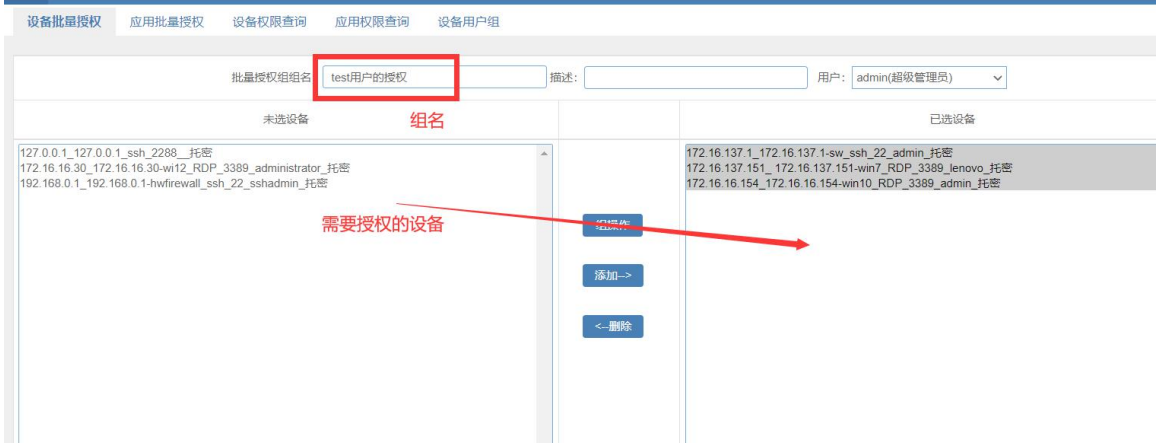 设备批量授权 应用批量授权 设备权限查询 应用权限查询 设备用户组
批量授权组组名 test用户的授权 描述: 用户: admin(超级管理员)
未选设备 组名 已选设备
127.0.0.1_127.0.0.1_ssh_2288__托密
172.16.16.30_172.16.16.30-wi12_RDP_3389_administrator_托密
192.168.0.1_192.168.0.1-hwfirewall_ssh_22_sshadmin_托密
172.16.137.1_172.16.137.1-sw_ssh_22_admin_托密
172.16.137.151_172.16.137.151-win7_RDP_3389_lenovo_托密
172.16.16.154_172.16.16.154-win10_RDP_3389_admin_托密
需要授权的设备
组操作
添加-->
<--删除